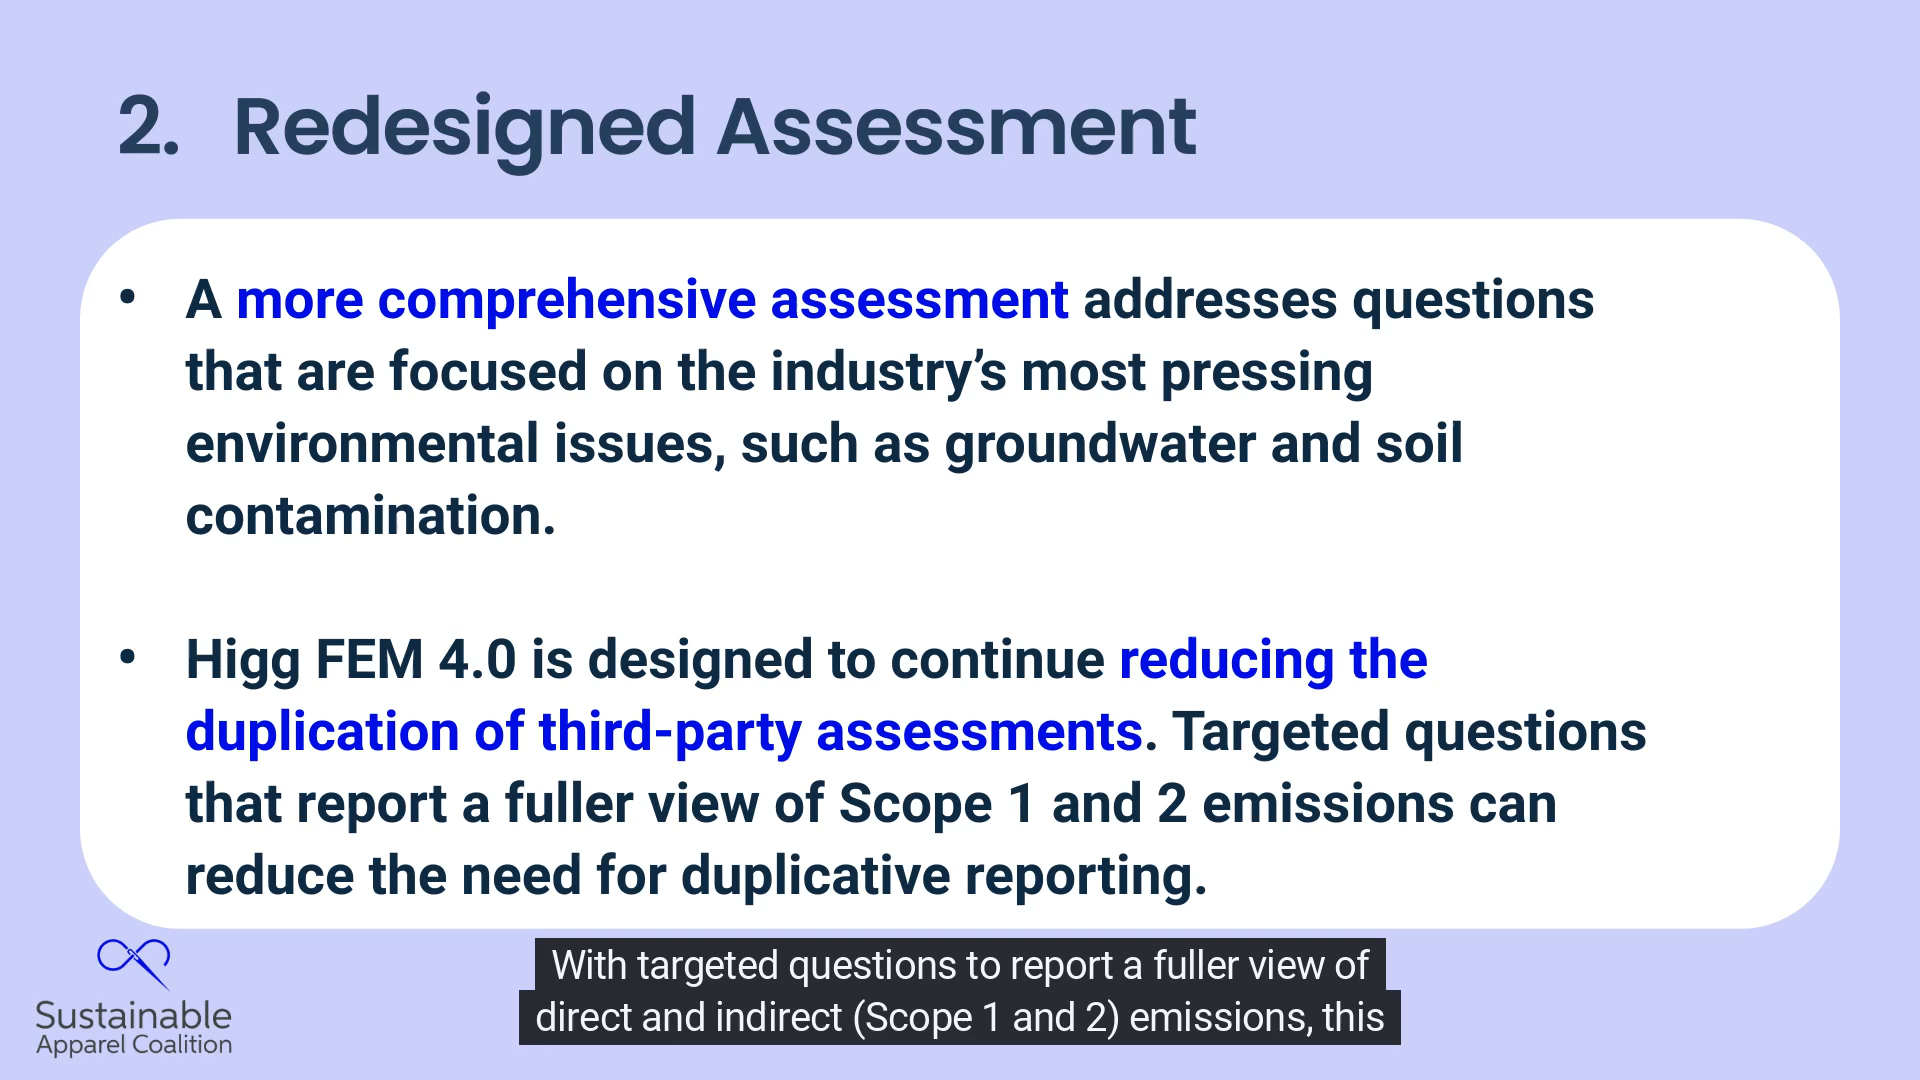 2. Redesigned Assessment
• A more comprehensive assessment addresses questions
that are focused on the industry’s most pressing
environmental issues, such as groundwater and soil
contamination.
• Higg FEM 4.0 is designed to continue reducing the
duplication of third-party assessments. Targeted questions
that report a fuller view of Scope 1 and 2 emissions can
reduce the need for duplicative reporting.
Sustainable
Apparel Coalition
With targeted questions to report a fuller view of
direct and indirect (Scope 1 and 2) emissions, this